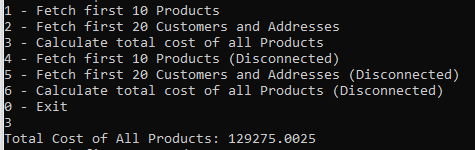 1 - Fetch first 10 Products
2 - Fetch first 20 Customers and Addresses
3 - Calculate total cost of all Products
4 - Fetch first 10 Products (Disconnected)
5 - Fetch first 20 Customers and Addresses (Disconnected)
6 - Calculate total cost of all Products (Disconnected)
0 - Exit
3
Total Cost of All Products: 129275.0025